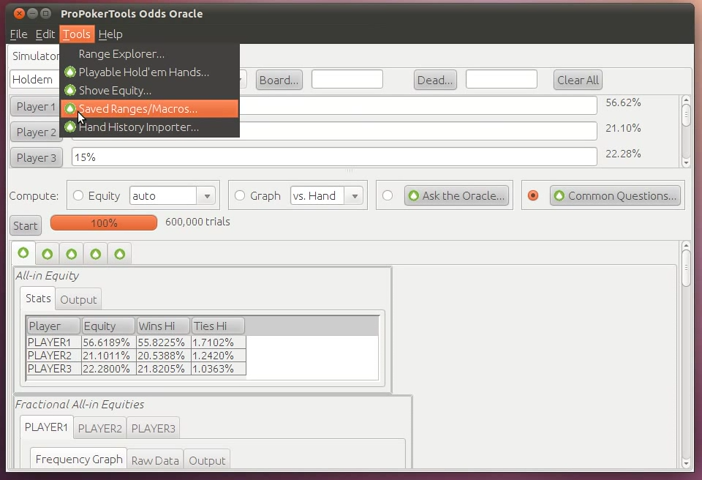 ProPokerTools Odds Oracle
File Edit Tools Help
Range Explorer...
Simulator
Playable Hold'em Hands...
Holdem Board... Dead... Clear All
Shove Equity...
Player 1 Saved Ranges/Macros... 56.62%
Player 2 Hand History Importer... 21.10%
Player 3 15% 22.28%
Compute: Equity auto Graph vs. Hand Ask the Oracle... Common Questions...
Start 100% 600,000 trials
All-in Equity
Stats Output
Player Equity Wins Hi Ties Hi
PLAYER1 56.6189% 55.8225% 1.7102%
PLAYER2 21.1011% 20.5388% 1.2420%
PLAYER3 22.2800% 21.8205% 1.0363%
Fractional All-in Equities
PLAYER1 PLAYER2 PLAYER3
Frequency Graph Raw Data Output